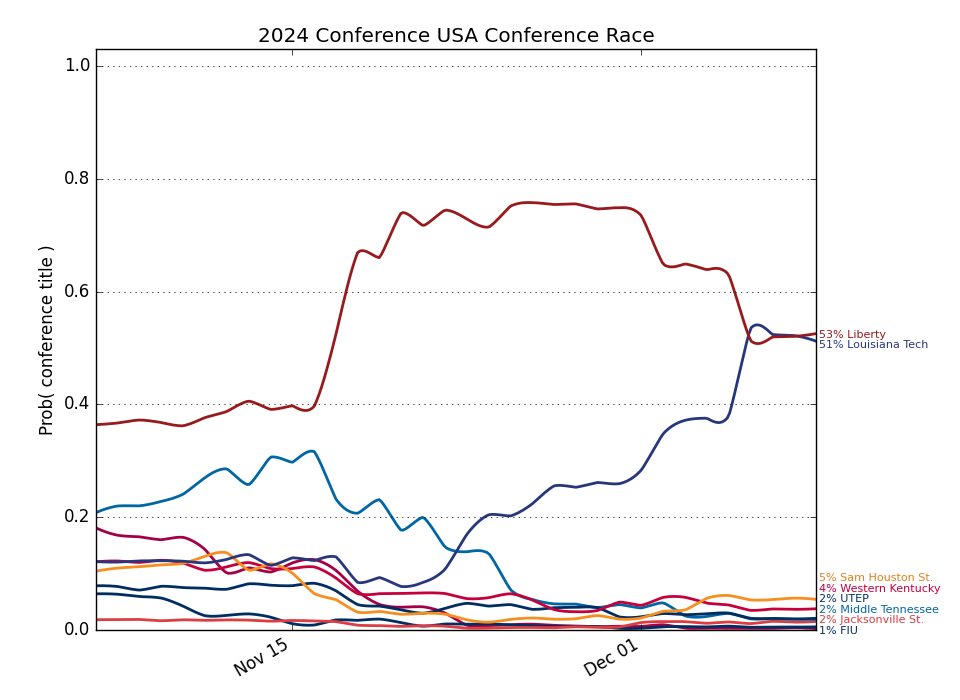 2024 Conference USA Conference Race
Prob( conference title )
1.0
0.8
0.6
0.4
0.2
0.0
Nov 15
Dec 01
53% Liberty
51% Louisiana Tech
5% Sam Houston St.
4% Western Kentucky
2% UTEP
2% Middle Tennessee
2% Jacksonville St.
1% FIU